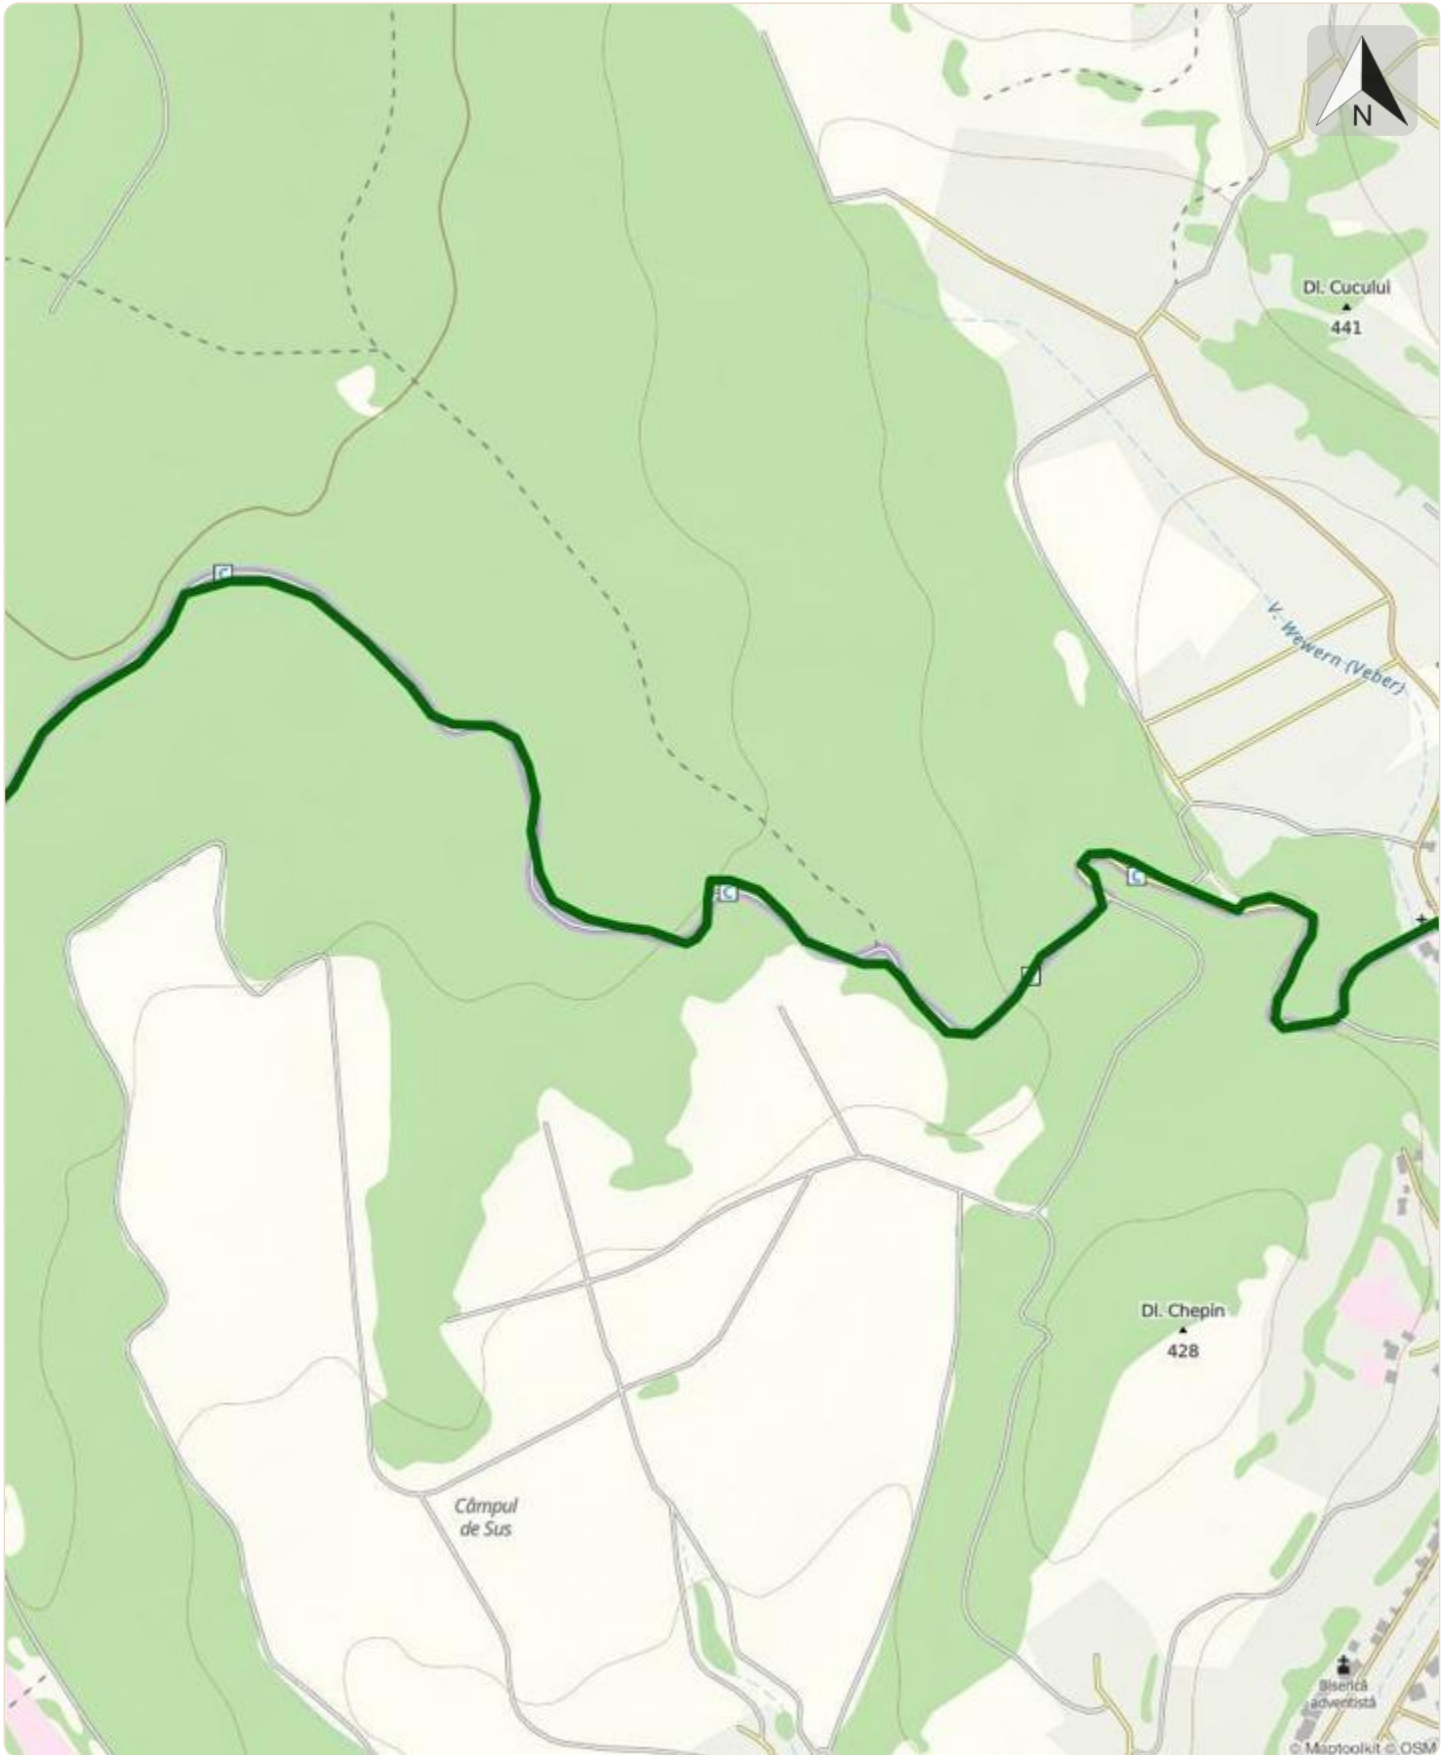 N
Dl. Cucului
441
V. Wewern (Veber)
C
C
C
Dl. Chepin
428
Câmpul
de Sus
Biserică
adventistă
© Maptoolkit © OSM